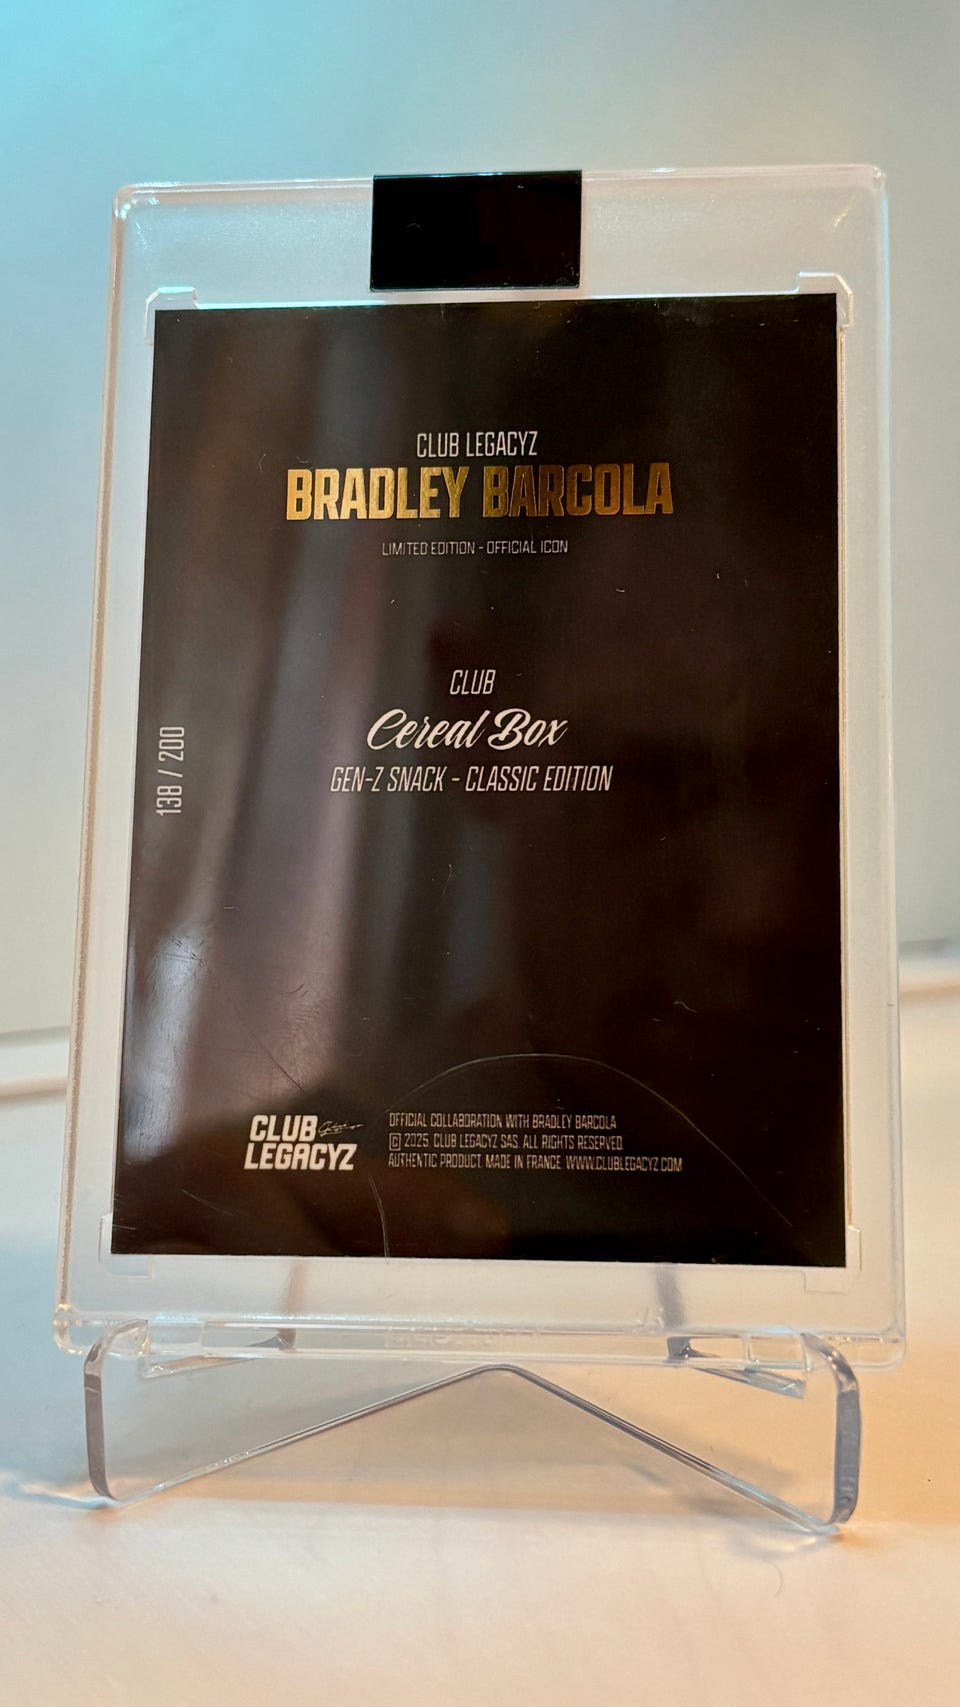 CLUB LEGACYZ
BRADLEY BARCOLA
LIMITED EDITION - OFFICIAL ICON
CLUB
Cereal Box
GEN-Z SNACK - CLASSIC EDITION
138 / 200
CLUB
LEGACYZ
OFFICIAL COLLABORATION WITH BRADLEY BARCOLA
© 2025, CLUB LEGACYZ SAS. ALL RIGHTS RESERVED.
AUTHENTIC PRODUCT. MADE IN FRANCE. WWW.CLUBLEGACYZ.COM